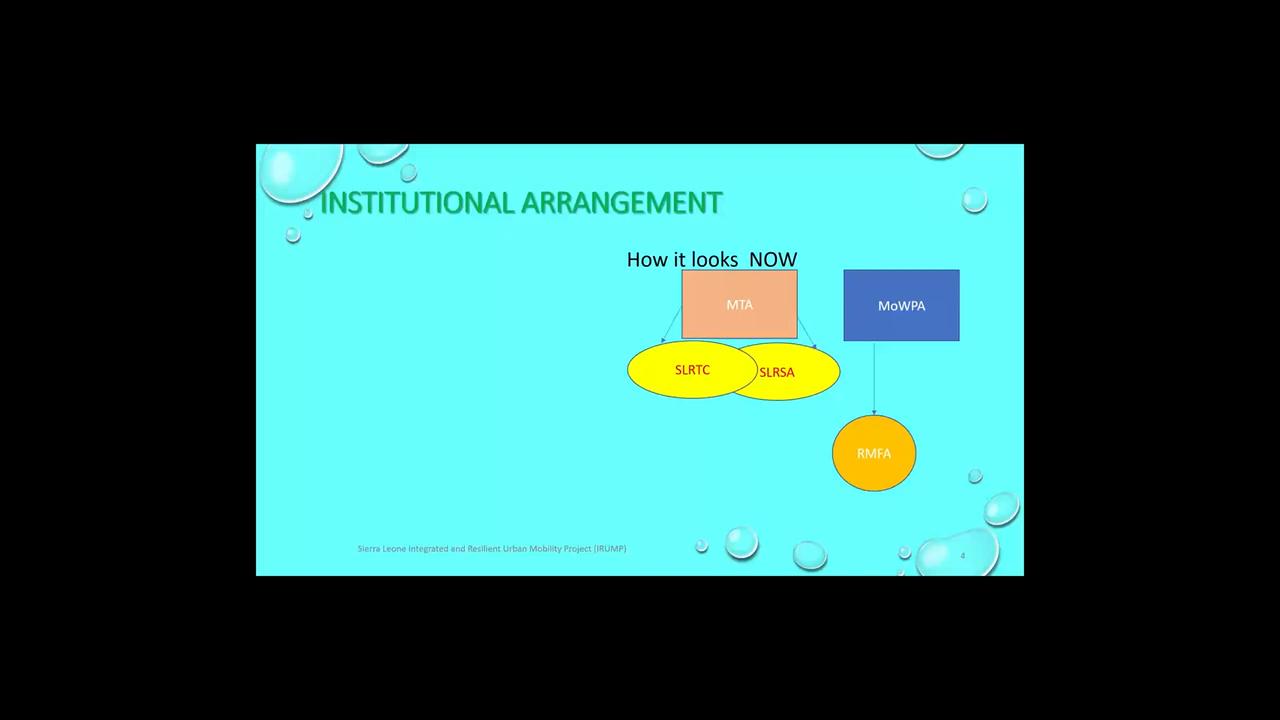 INSTITUTIONAL ARRANGEMENT
How it looks NOW
MTA
MoWPA
SLRTC
SLRSA
RMFA
Sierra Leone Integrated and Resilient Urban Mobility Project (IRUMP)
4